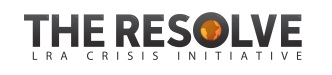 THE RESOLVE
LRA CRISIS INITIATIVE